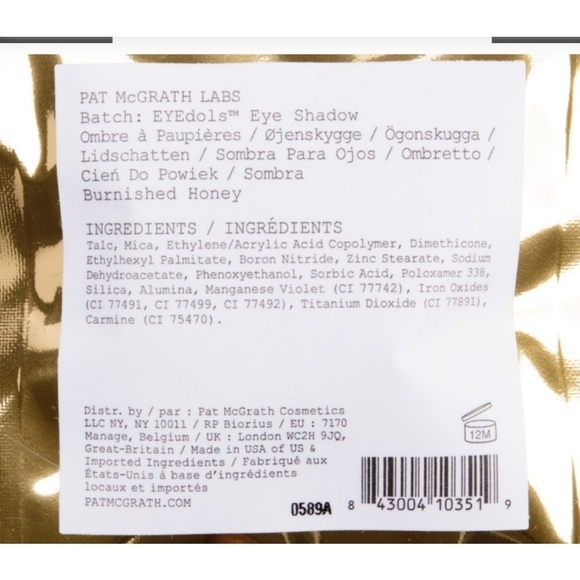 PAT McGRATH LABS
Batch: EYEdols™ Eye Shadow
Ombre à Paupières / Øjenskygge / Ögonskugga /
Lidschatten / Sombra Para Ojos / Ombretto /
Cień Do Powiek / Sombra
Burnished Honey
INGREDIENTS / INGRÉDIENTS
Talc, Mica, Ethylene/Acrylic Acid Copolymer, Dimethicone,
Ethylhexyl Palmitate, Boron Nitride, Zinc Stearate, Sodium
Dehydroacetate, Phenoxyethanol, Sorbic Acid, Poloxamer 338,
Silica, Alumina, Manganese Violet (CI 77742), Iron Oxides
(CI 77491, CI 77499, CI 77492), Titanium Dioxide (CI 77891),
Carmine (CI 75470).
Distr. by / par : Pat McGrath Cosmetics
LLC NY, NY 10011 / RP Biorius / EU : 7170
Manage, Belgium / UK : London WC2H 9JQ,
Great-Britain / Made in USA of US &
Imported Ingredients / Fabriqué aux
États-Unis à base d'ingrédients
locaux et importés
PATMCGRATH.COM
12M
0589A
8 43004 10351 9